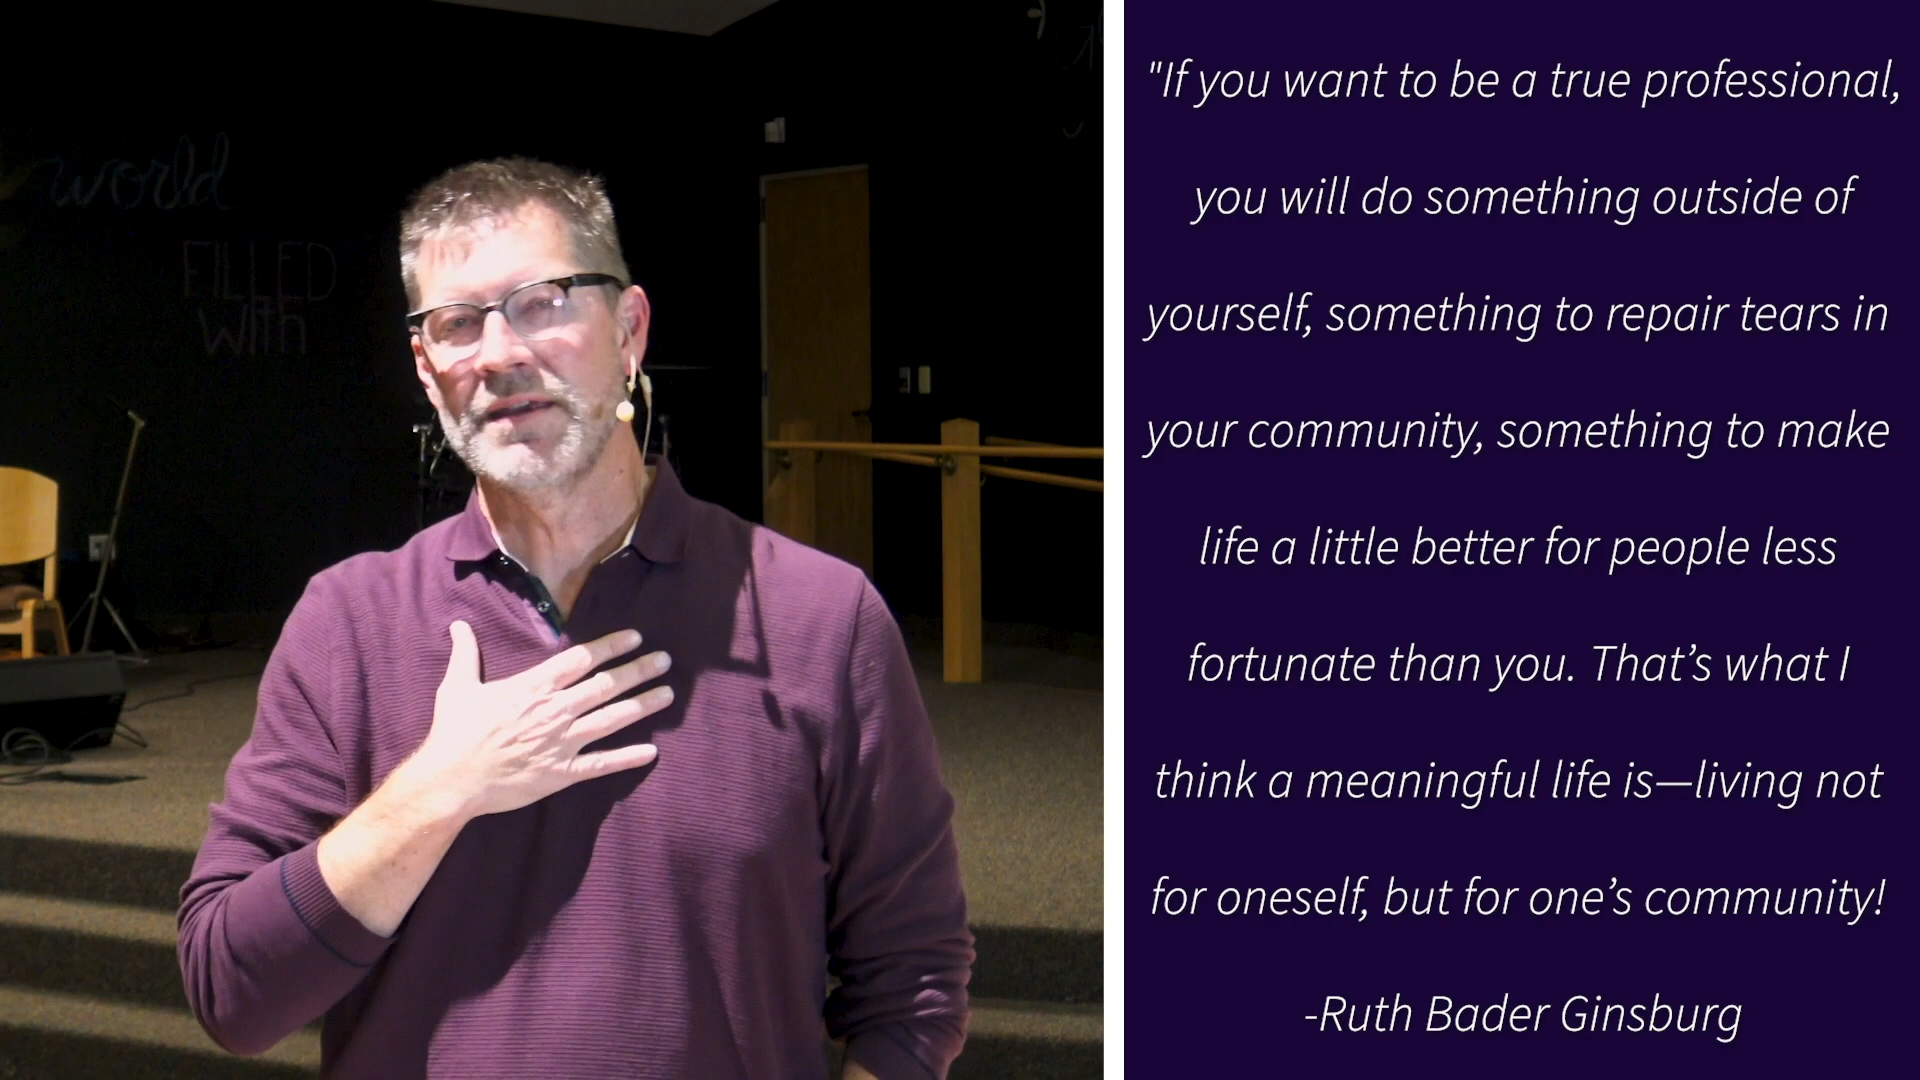 world
FILLED
with
"If you want to be a true professional,
you will do something outside of
yourself, something to repair tears in
your community, something to make
life a little better for people less
fortunate than you. That’s what I
think a meaningful life is—living not
for oneself, but for one’s community!
-Ruth Bader Ginsburg